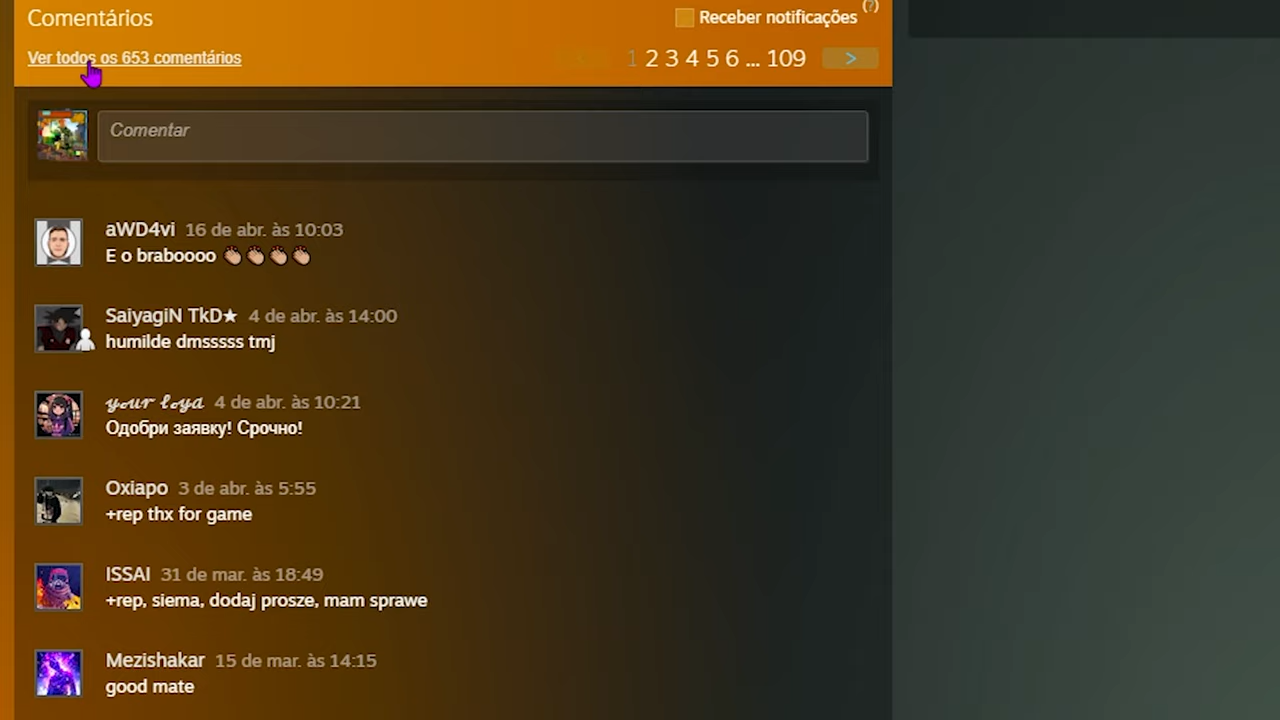 Comentários
Receber notificações (?)
Ver todos os 653 comentários
< 1 2 3 4 5 6 ... 109 >
Comentar
aWD4vi 16 de abr. às 10:03
E o braboooo 👏👏👏👏
SaiyagiN TkD★ 4 de abr. às 14:00
humilde dmsssss tmj
𝔂𝓸𝓾𝓻 𝓵𝓸𝔂𝓪 4 de abr. às 10:21
Одобри заявку! Срочно!
Oxiapo 3 de abr. às 5:55
+rep thx for game
ISSAI 31 de mar. às 18:49
+rep, siema, dodaj prosze, mam sprawe
Mezishakar 15 de mar. às 14:15
good mate